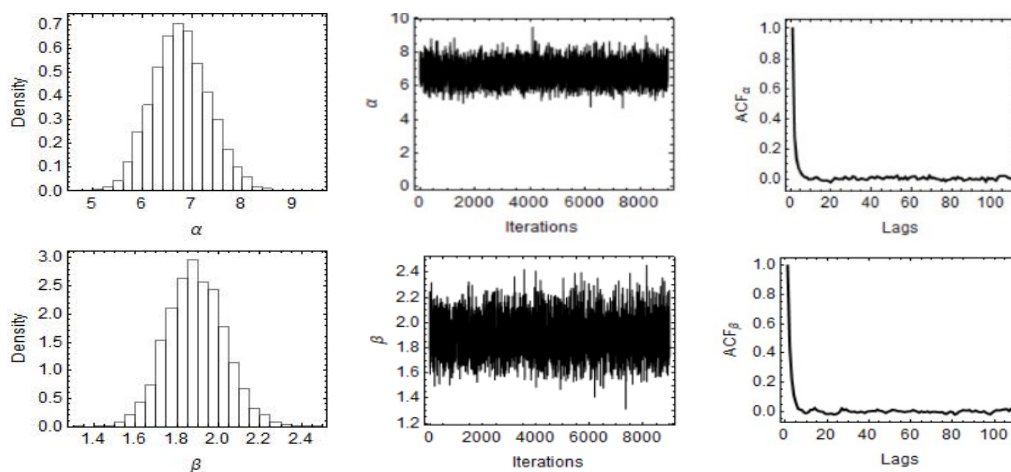 0.7
0.6
0.5
0.4
0.3
0.2
0.1
0.0
Density
5 6 7 8 9
α
10
8
6
4
2
0
α
0 2000 4000 6000 8000
Iterations
1.0
0.8
0.6
0.4
0.2
0.0
ACFα
0 20 40 60 80 100
Lags
3.0
2.5
2.0
1.5
1.0
0.5
0.0
Density
1.4 1.6 1.8 2.0 2.2 2.4
β
2.4
2.2
2.0
1.8
1.6
1.4
1.2
β
0 2000 4000 6000 8000
Iterations
1.0
0.8
0.6
0.4
0.2
0.0
ACFβ
0 20 40 60 80 100
Lags